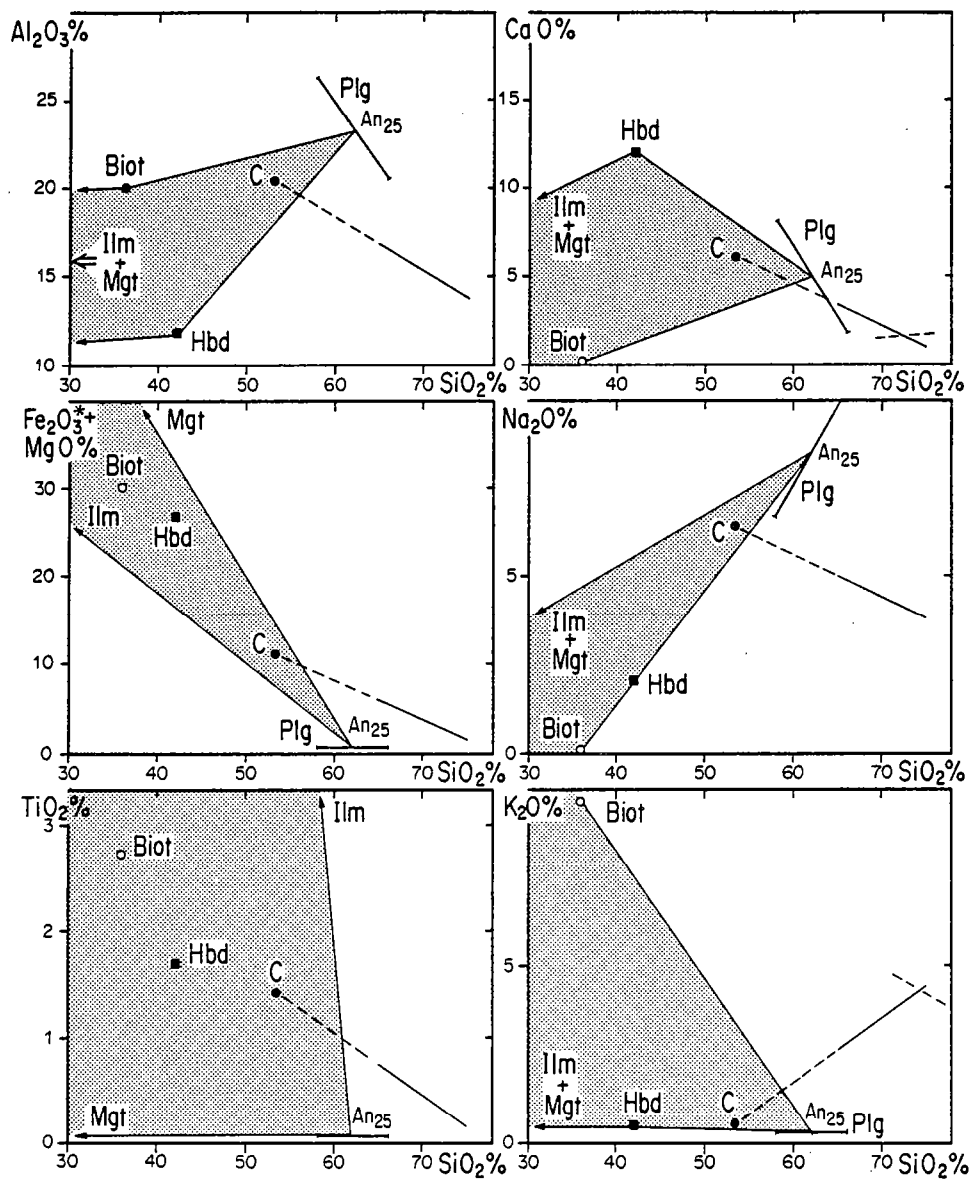 Al₂O₃%
25
20
15
10
Plg
An₂₅
Biot
C
Ilm
+
Mgt
Hbd
30 40 50 60 70 SiO₂%
CaO%
15
10
5
0
Hbd
Ilm
+
Mgt
Plg
C
An₂₅
Biot
30 40 50 60 70 SiO₂%
Fe₂O₃*+
MgO%
30
20
10
0
Mgt
Biot
Ilm
Hbd
C
Plg An₂₅
30 40 50 60 70 SiO₂%
Na₂O%
5
0
An₂₅
Plg
C
Ilm
+
Mgt
Hbd
Biot
30 40 50 60 70 SiO₂%
TiO₂%
3
2
1
0
Ilm
Biot
Hbd
C
Mgt
An₂₅
30 40 50 60 70 SiO₂%
K₂O%
5
0
Biot
Ilm
+
Mgt
Hbd
C
An₂₅ Plg
30 40 50 60 70 SiO₂%